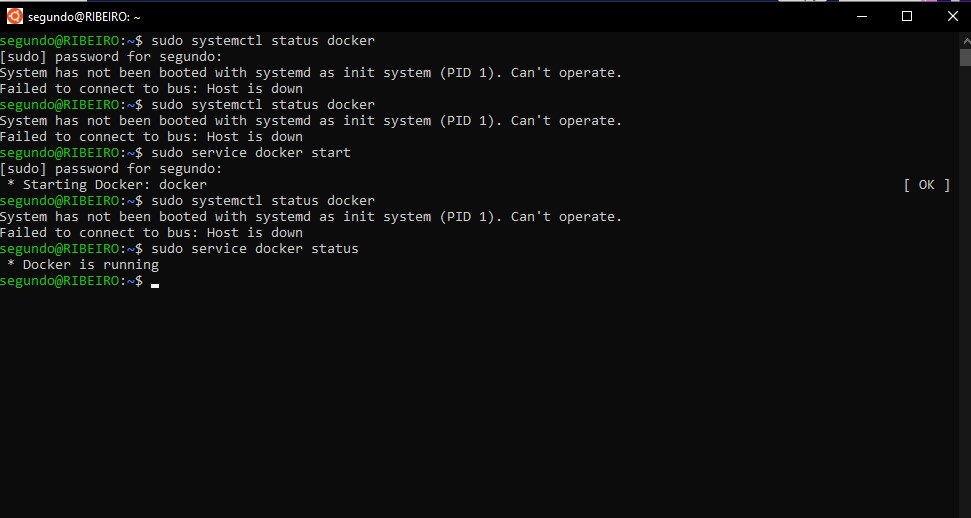 segundo@RIBEIRO: ~
segundo@RIBEIRO:~$ sudo systemctl status docker
[sudo] password for segundo:
System has not been booted with systemd as init system (PID 1). Can't operate.
Failed to connect to bus: Host is down
segundo@RIBEIRO:~$ sudo systemctl status docker
System has not been booted with systemd as init system (PID 1). Can't operate.
Failed to connect to bus: Host is down
segundo@RIBEIRO:~$ sudo service docker start
[sudo] password for segundo:
 * Starting Docker: docker [ OK ]
segundo@RIBEIRO:~$ sudo systemctl status docker
System has not been booted with systemd as init system (PID 1). Can't operate.
Failed to connect to bus: Host is down
segundo@RIBEIRO:~$ sudo service docker status
 * Docker is running
segundo@RIBEIRO:~$